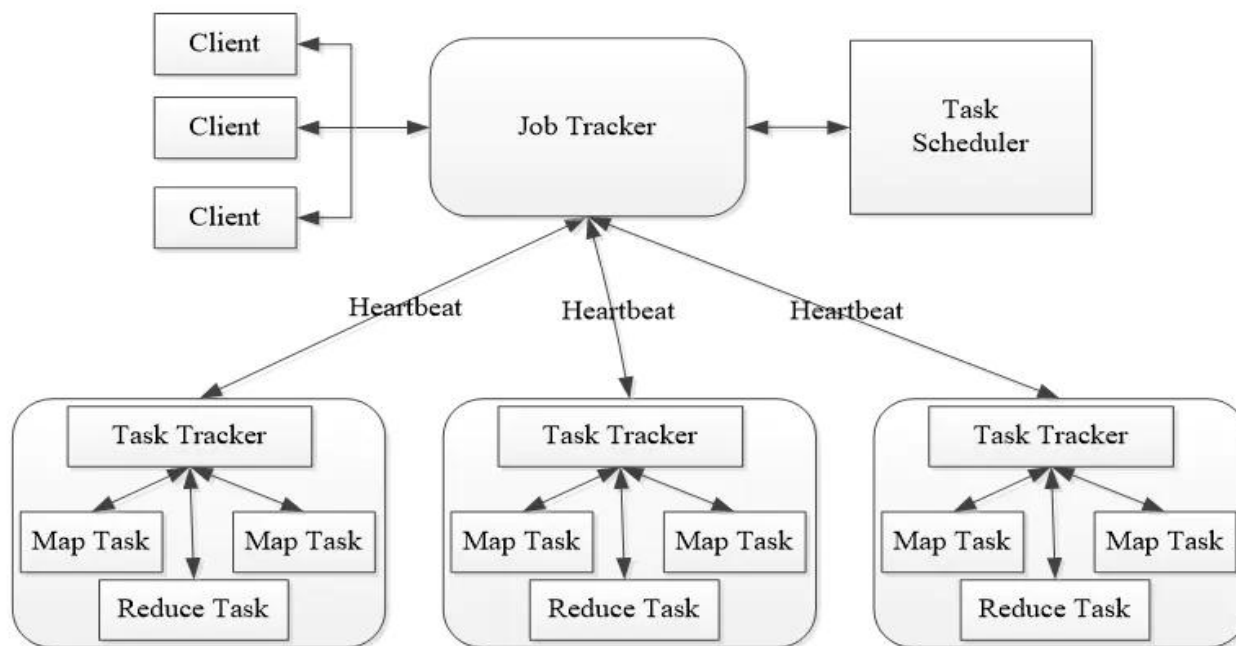 Client
Client
Client
Job Tracker
Task
Scheduler
Heartbeat
Heartbeat
Heartbeat
Task Tracker
Map Task
Map Task
Reduce Task
Task Tracker
Map Task
Map Task
Reduce Task
Task Tracker
Map Task
Map Task
Reduce Task